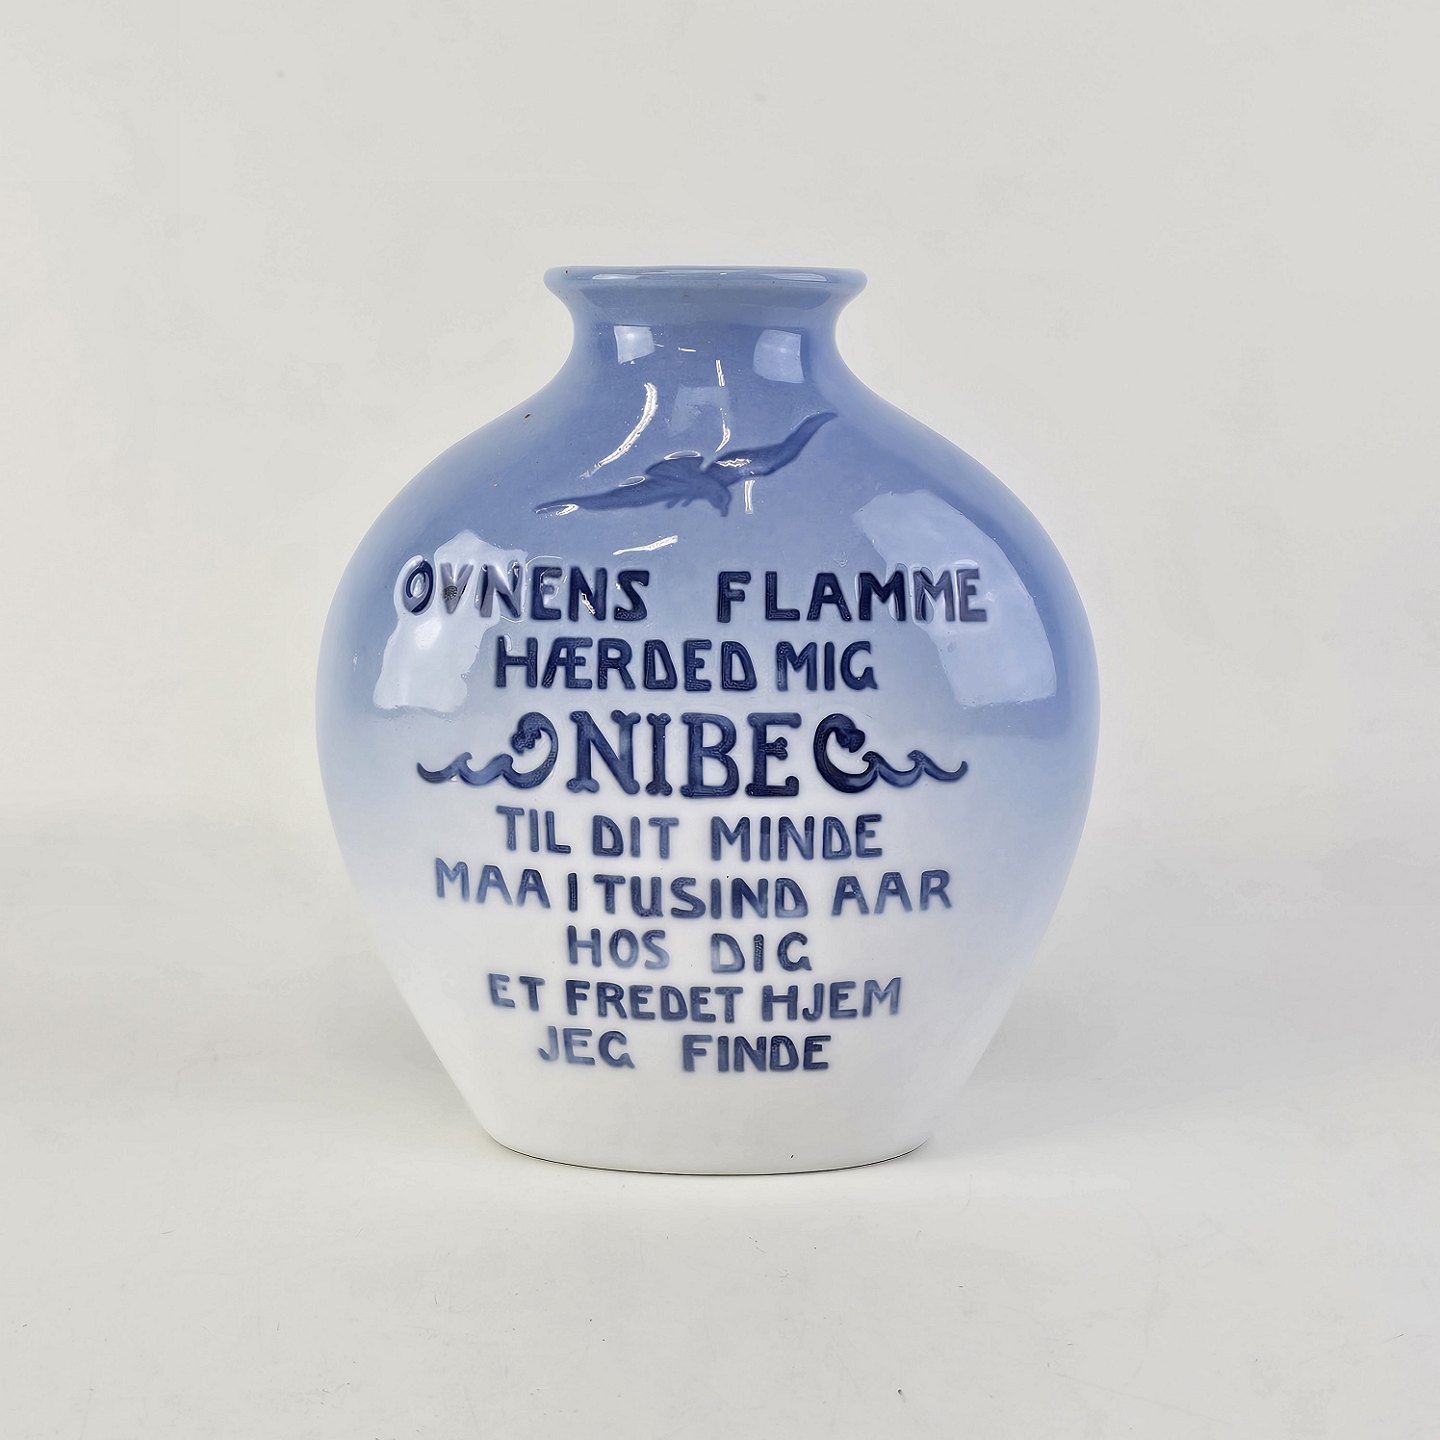 OVNENS FLAMME
HÆRDED MIG
NIBE
TIL DIT MINDE
MAA I TUSIND AAR
HOS DIG
ET FREDET HJEM
JEG FINDE